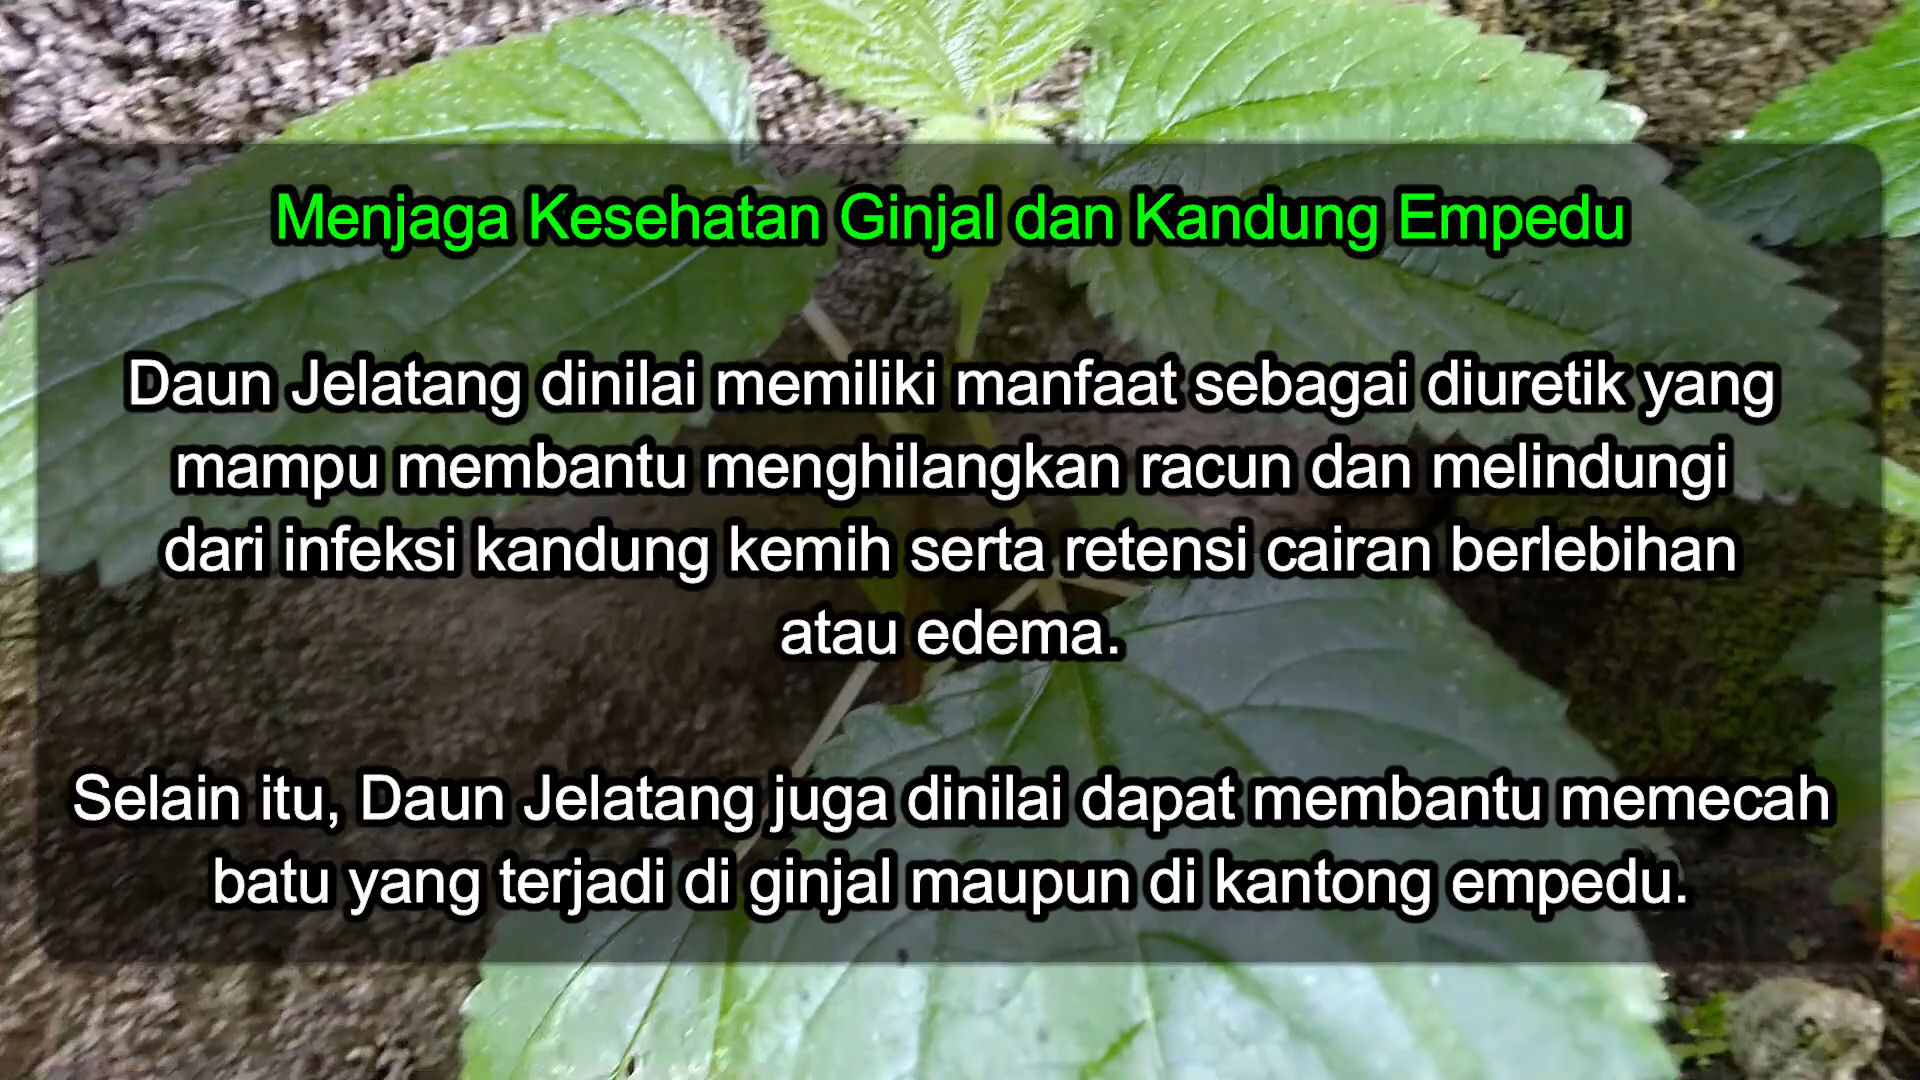 Menjaga Kesehatan Ginjal dan Kandung Empedu
Daun Jelatang dinilai memiliki manfaat sebagai diuretik yang
mampu membantu menghilangkan racun dan melindungi
dari infeksi kandung kemih serta retensi cairan berlebihan
atau edema.
Selain itu, Daun Jelatang juga dinilai dapat membantu memecah
batu yang terjadi di ginjal maupun di kantong empedu.